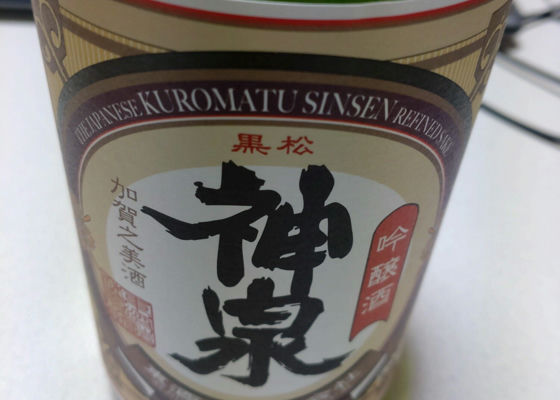 THE JAPANESE KUROMATU SINSEN REFINED SAKE
黒松
神泉
加賀之美酒
吟醸酒